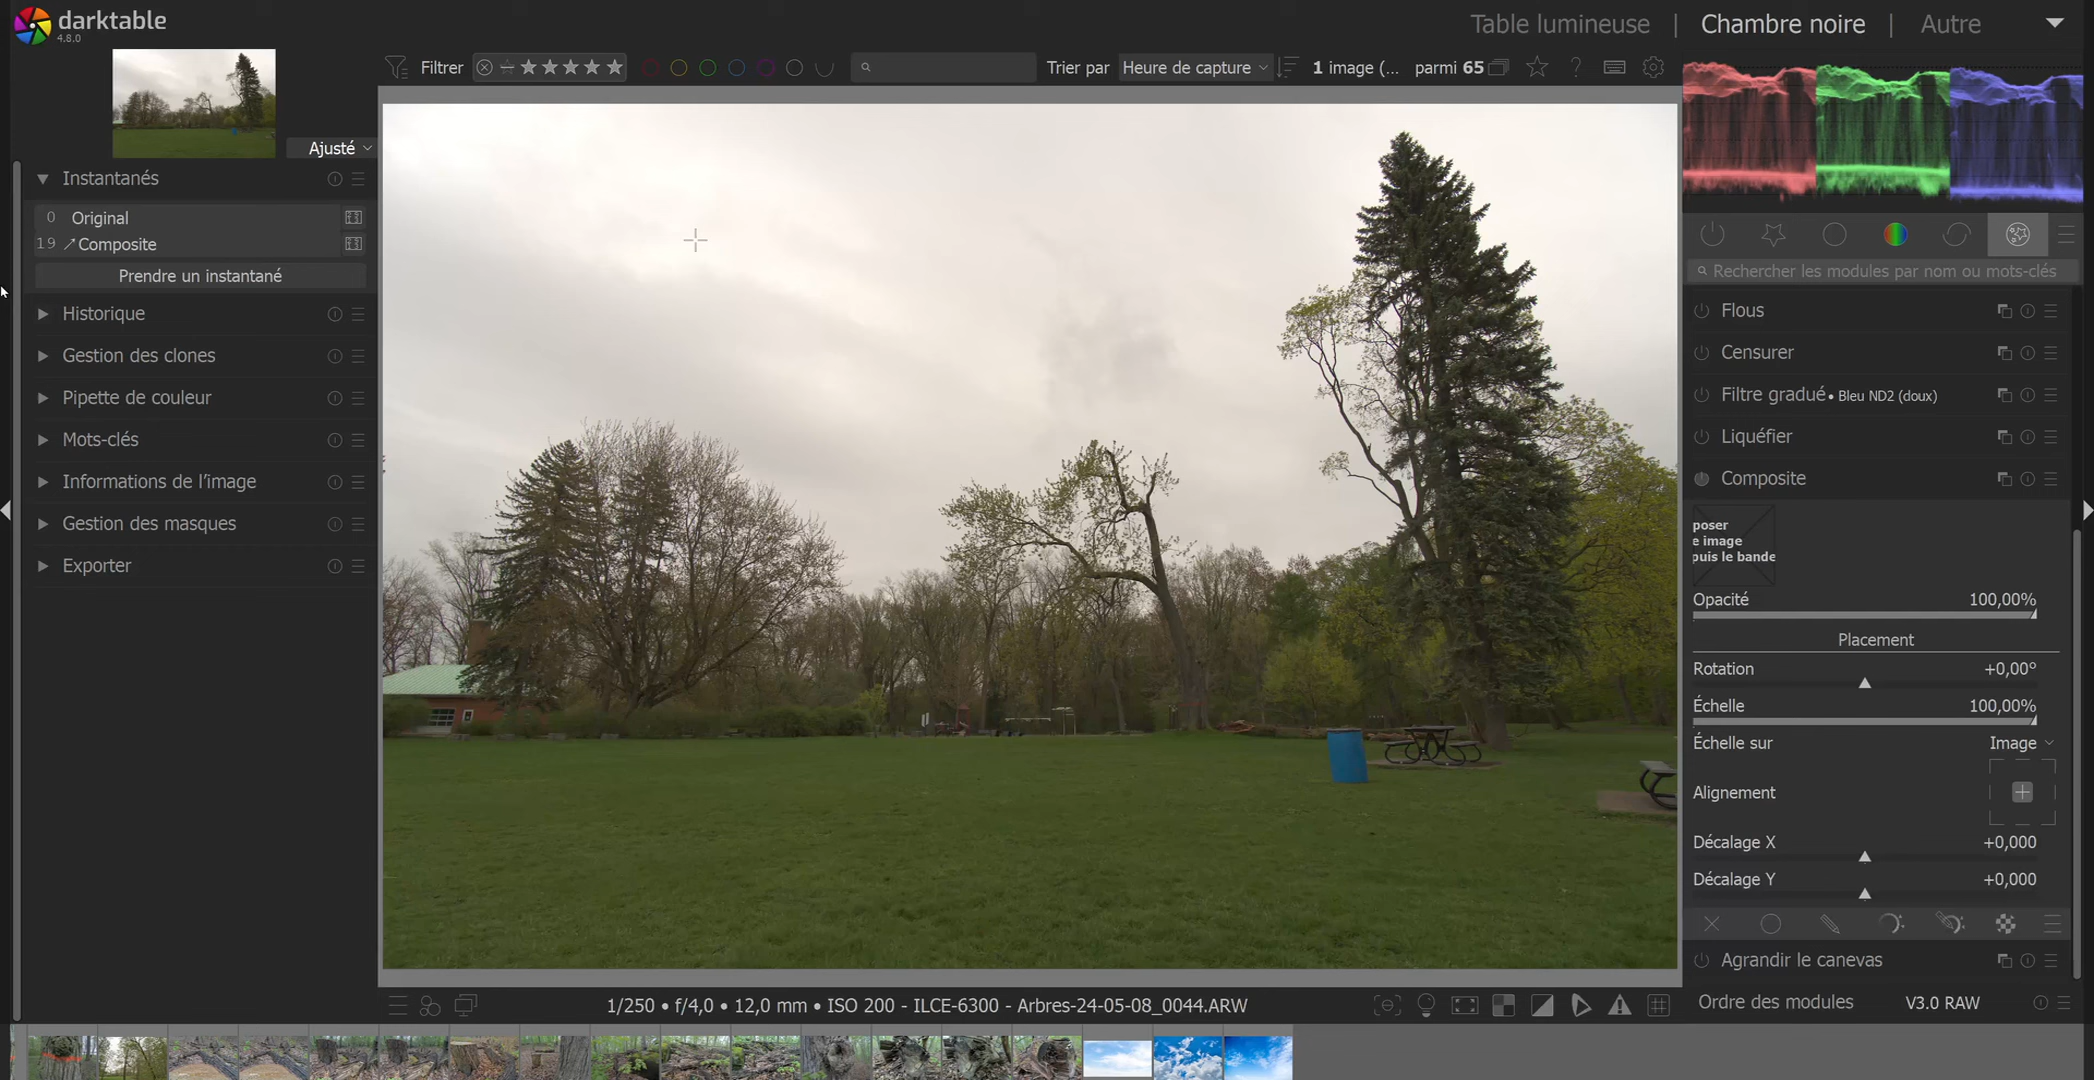 darktable
4.8.0
Table lumineuse | Chambre noire | Autre
Filtrer
Trier par Heure de capture
1 image (... parmi 65
Ajusté
Instantanés
0 Original
19 Composite
Prendre un instantané
Historique
Gestion des clones
Pipette de couleur
Mots-clés
Informations de l'image
Gestion des masques
Exporter
1/250 • f/4,0 • 12,0 mm • ISO 200 - ILCE-6300 - Arbres-24-05-08_0044.ARW
Rechercher les modules par nom ou mots-clés
Flous
Censurer
Filtre gradué • Bleu ND2 (doux)
Liquéfier
Composite
poser
e image
puis le bande
Opacité 100,00%
Placement
Rotation +0,00°
Échelle 100,00%
Échelle sur Image
Alignement
Décalage X +0,000
Décalage Y +0,000
Agrandir le canevas
Ordre des modules V3.0 RAW